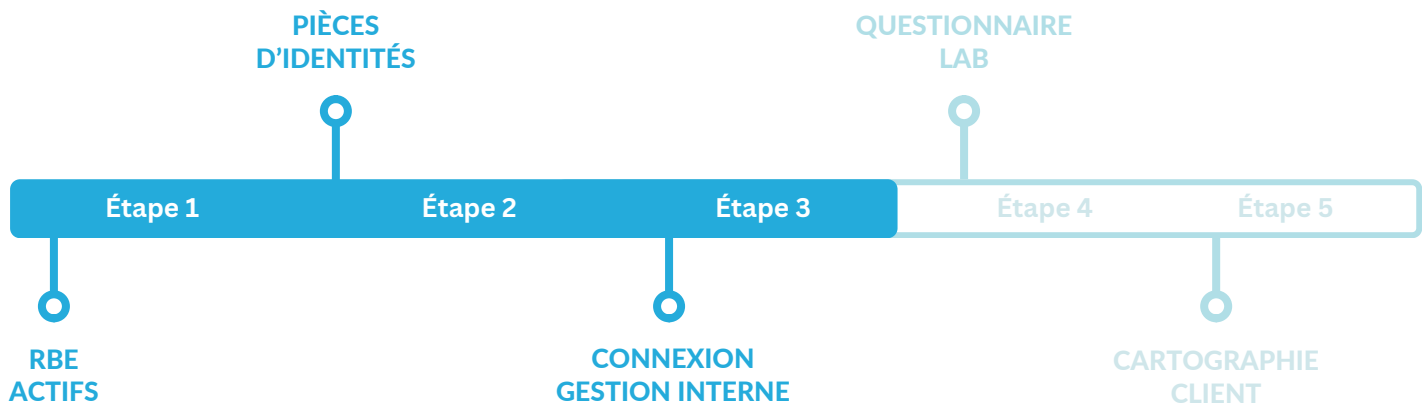 PIÈCES
D’IDENTITÉS
QUESTIONNAIRE
LAB
Étape 1
Étape 2
Étape 3
Étape 4
Étape 5
RBE
ACTIFS
CONNEXION
GESTION INTERNE
CARTOGRAPHIE
CLIENT